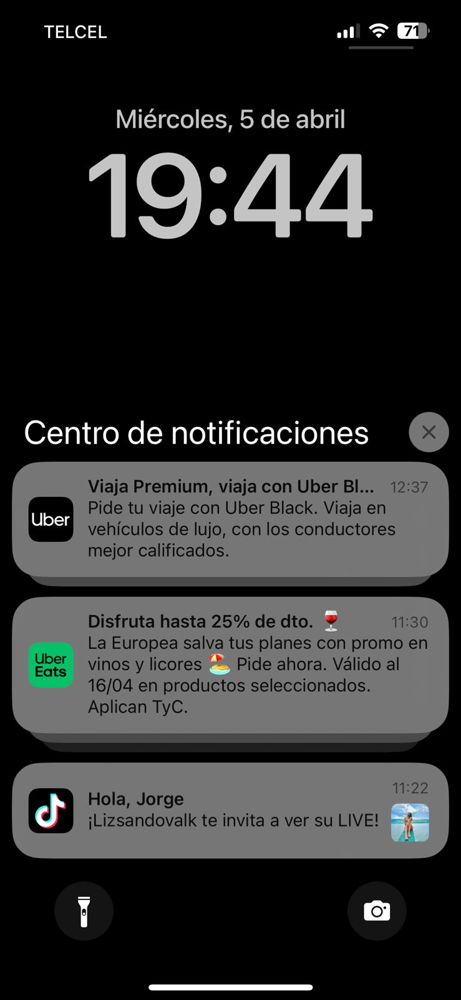 TELCEL
71
Miércoles, 5 de abril
19:44
Centro de notificaciones
Viaja Premium, viaja con Uber Bl... 12:37
Uber
Pide tu viaje con Uber Black. Viaja en
vehículos de lujo, con los conductores
mejor calificados.
Disfruta hasta 25% de dto. 🍷 11:30
Uber
Eats
La Europea salva tus planes con promo en
vinos y licores 🏖️ Pide ahora. Válido al
16/04 en productos seleccionados.
Aplican TyC.
11:22
Hola, Jorge
¡Lizsandovalk te invita a ver su LIVE!